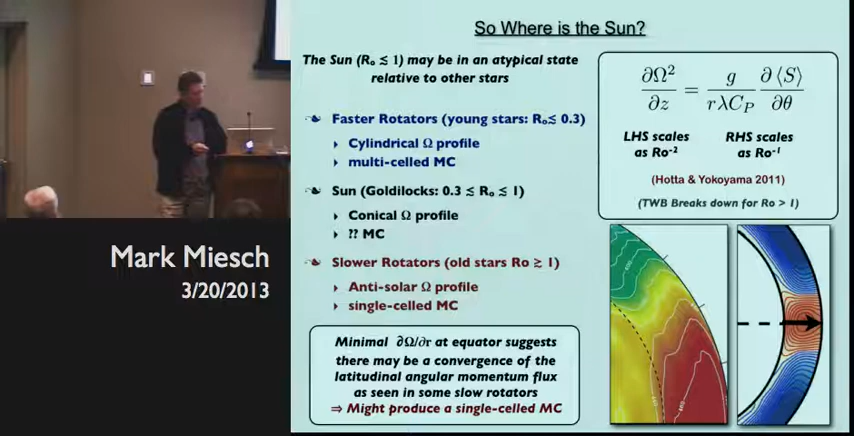 So Where is the Sun?
The Sun (Rₒ ≲ 1) may be in an atypical state
relative to other stars
Faster Rotators (young stars: Rₒ≲ 0.3)
Cylindrical Ω profile
multi-celled MC
Sun (Goldilocks: 0.3 ≲ Rₒ ≲ 1)
Conical Ω profile
?? MC
Slower Rotators (old stars Ro ≳ 1)
Anti-solar Ω profile
single-celled MC
Minimal ∂Ω/∂r at equator suggests
there may be a convergence of the
latitudinal angular momentum flux
as seen in some slow rotators
⇒ Might produce a single-celled MC
∂Ω²/∂z = g/(rλC_P) ∂⟨S⟩/∂θ
LHS scales
as Ro⁻²
RHS scales
as Ro⁻¹
(Hotta & Yokoyama 2011)
(TWB Breaks down for Ro > 1)
Mark Miesch
3/20/2013